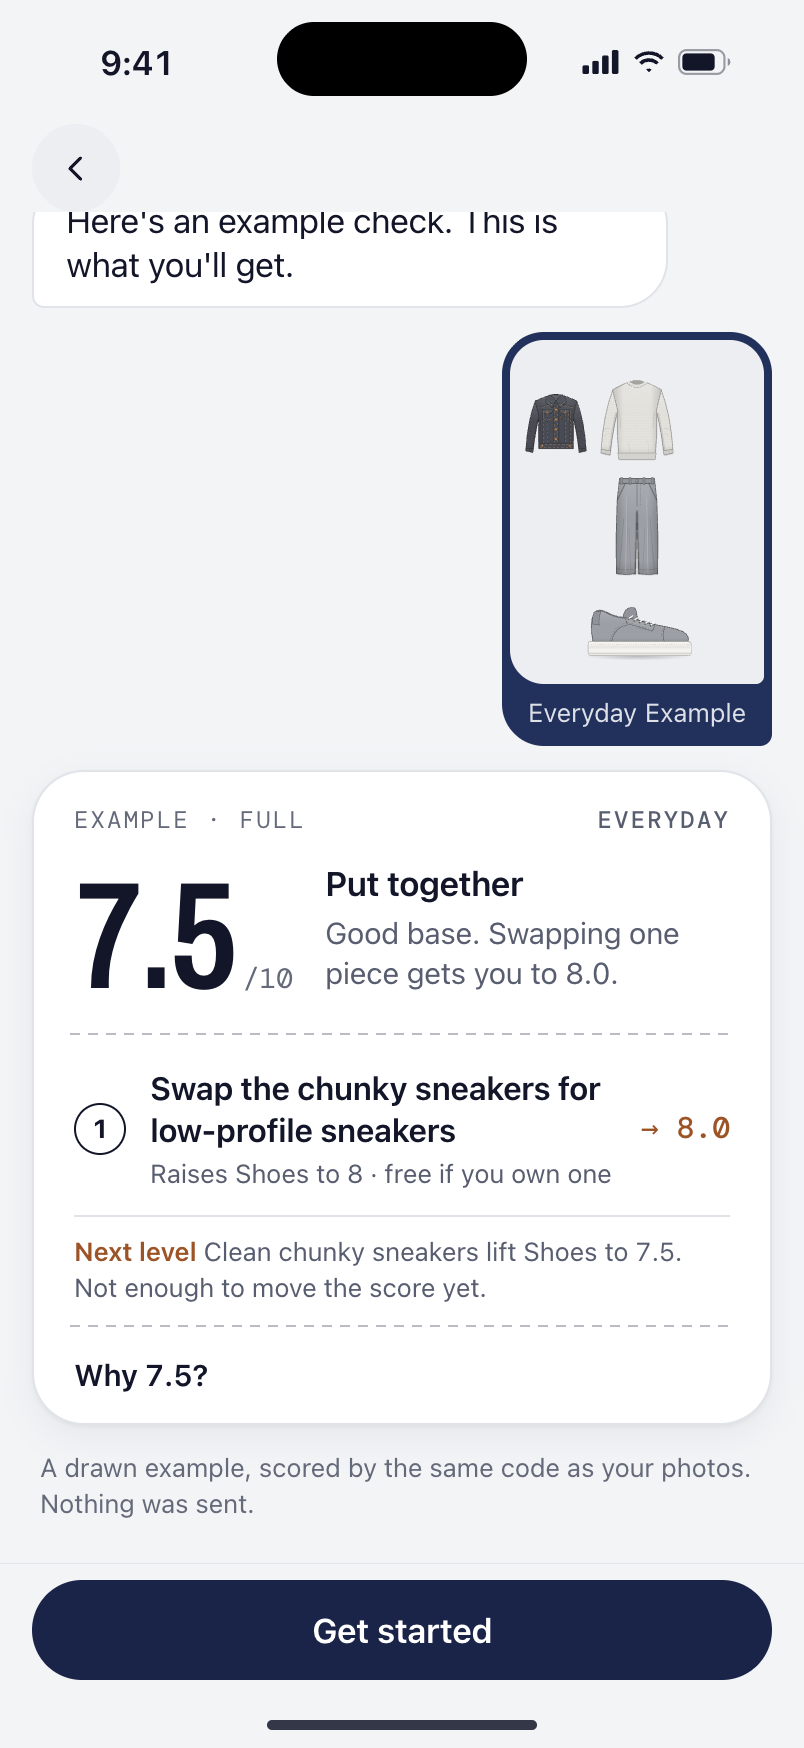 9:41
Here's an example check. This is
what you'll get.
Everyday Example
EXAMPLE · FULL
EVERYDAY
7.5 /10
Put together
Good base. Swapping one
piece gets you to 8.0.
1
Swap the chunky sneakers for
low-profile sneakers
→ 8.0
Raises Shoes to 8 · free if you own one
Next level Clean chunky sneakers lift Shoes to 7.5.
Not enough to move the score yet.
Why 7.5?
A drawn example, scored by the same code as your photos.
Nothing was sent.
Get started